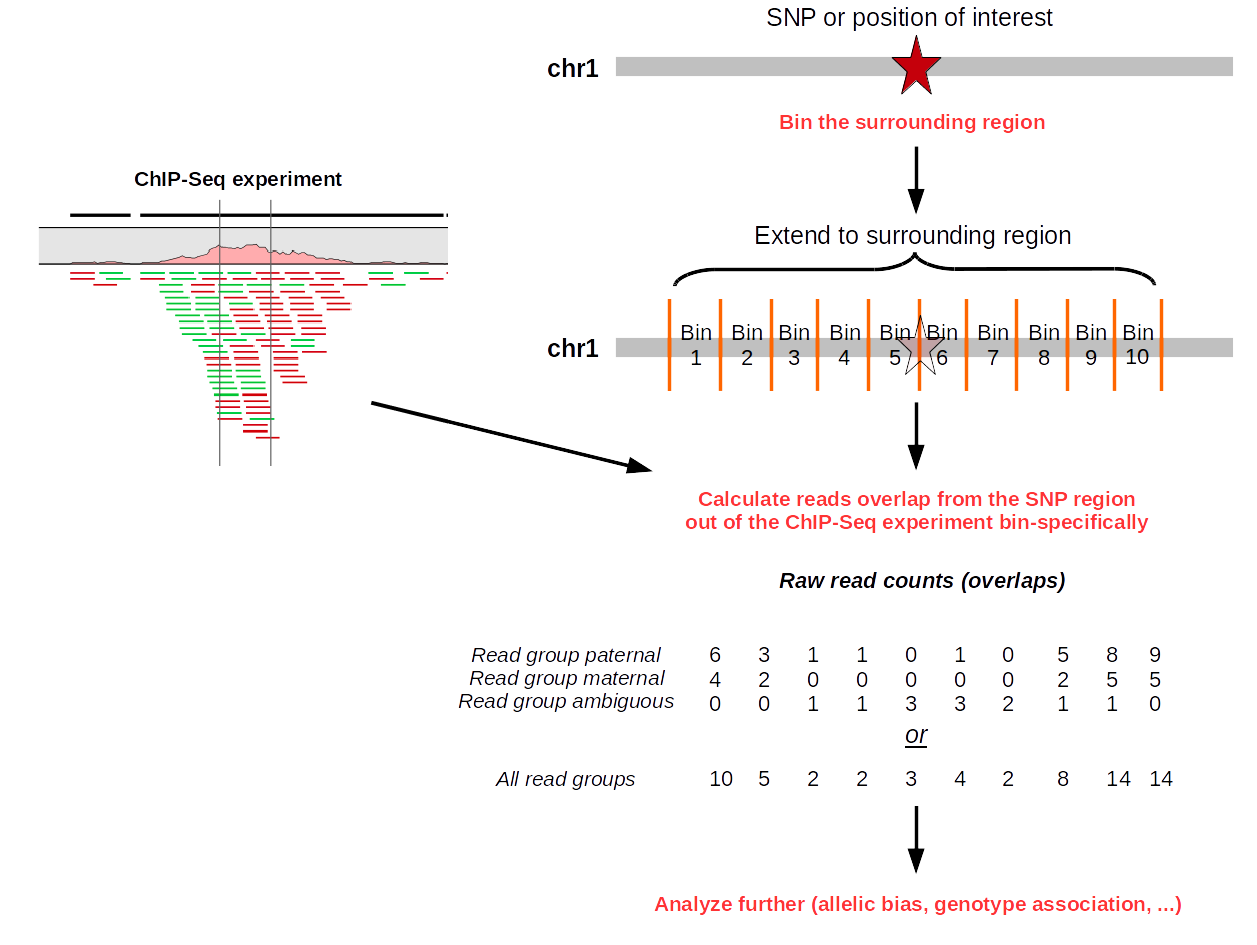 SNP or position of interest
chr1
Bin the surrounding region
ChIP-Seq experiment
Extend to surrounding region
Bin Bin Bin Bin Bin Bin Bin Bin Bin Bin
chr1
1 2 3 4 5 6 7 8 9 10
Calculate reads overlap from the SNP region
out of the ChIP-Seq experiment bin-specifically
Raw read counts (overlaps)
Read group paternal 6 3 1 1 0 1 0 5 8 9
Read group maternal 4 2 0 0 0 0 0 2 5 5
Read group ambiguous 0 0 1 1 3 3 2 1 1 0
or
All read groups 10 5 2 2 3 4 2 8 14 14
Analyze further (allelic bias, genotype association, ...)